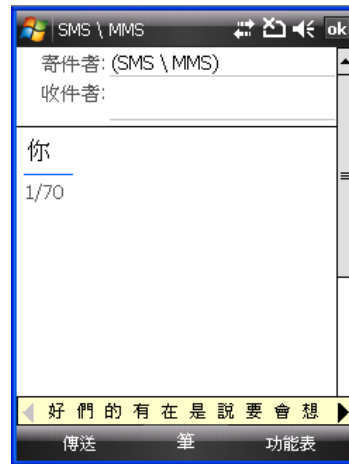 SMS \ MMS ok
寄件者: (SMS \ MMS)
收件者:
你
1/70
好 們 的 有 在 是 說 要 會 想
傳送 筆 功能表